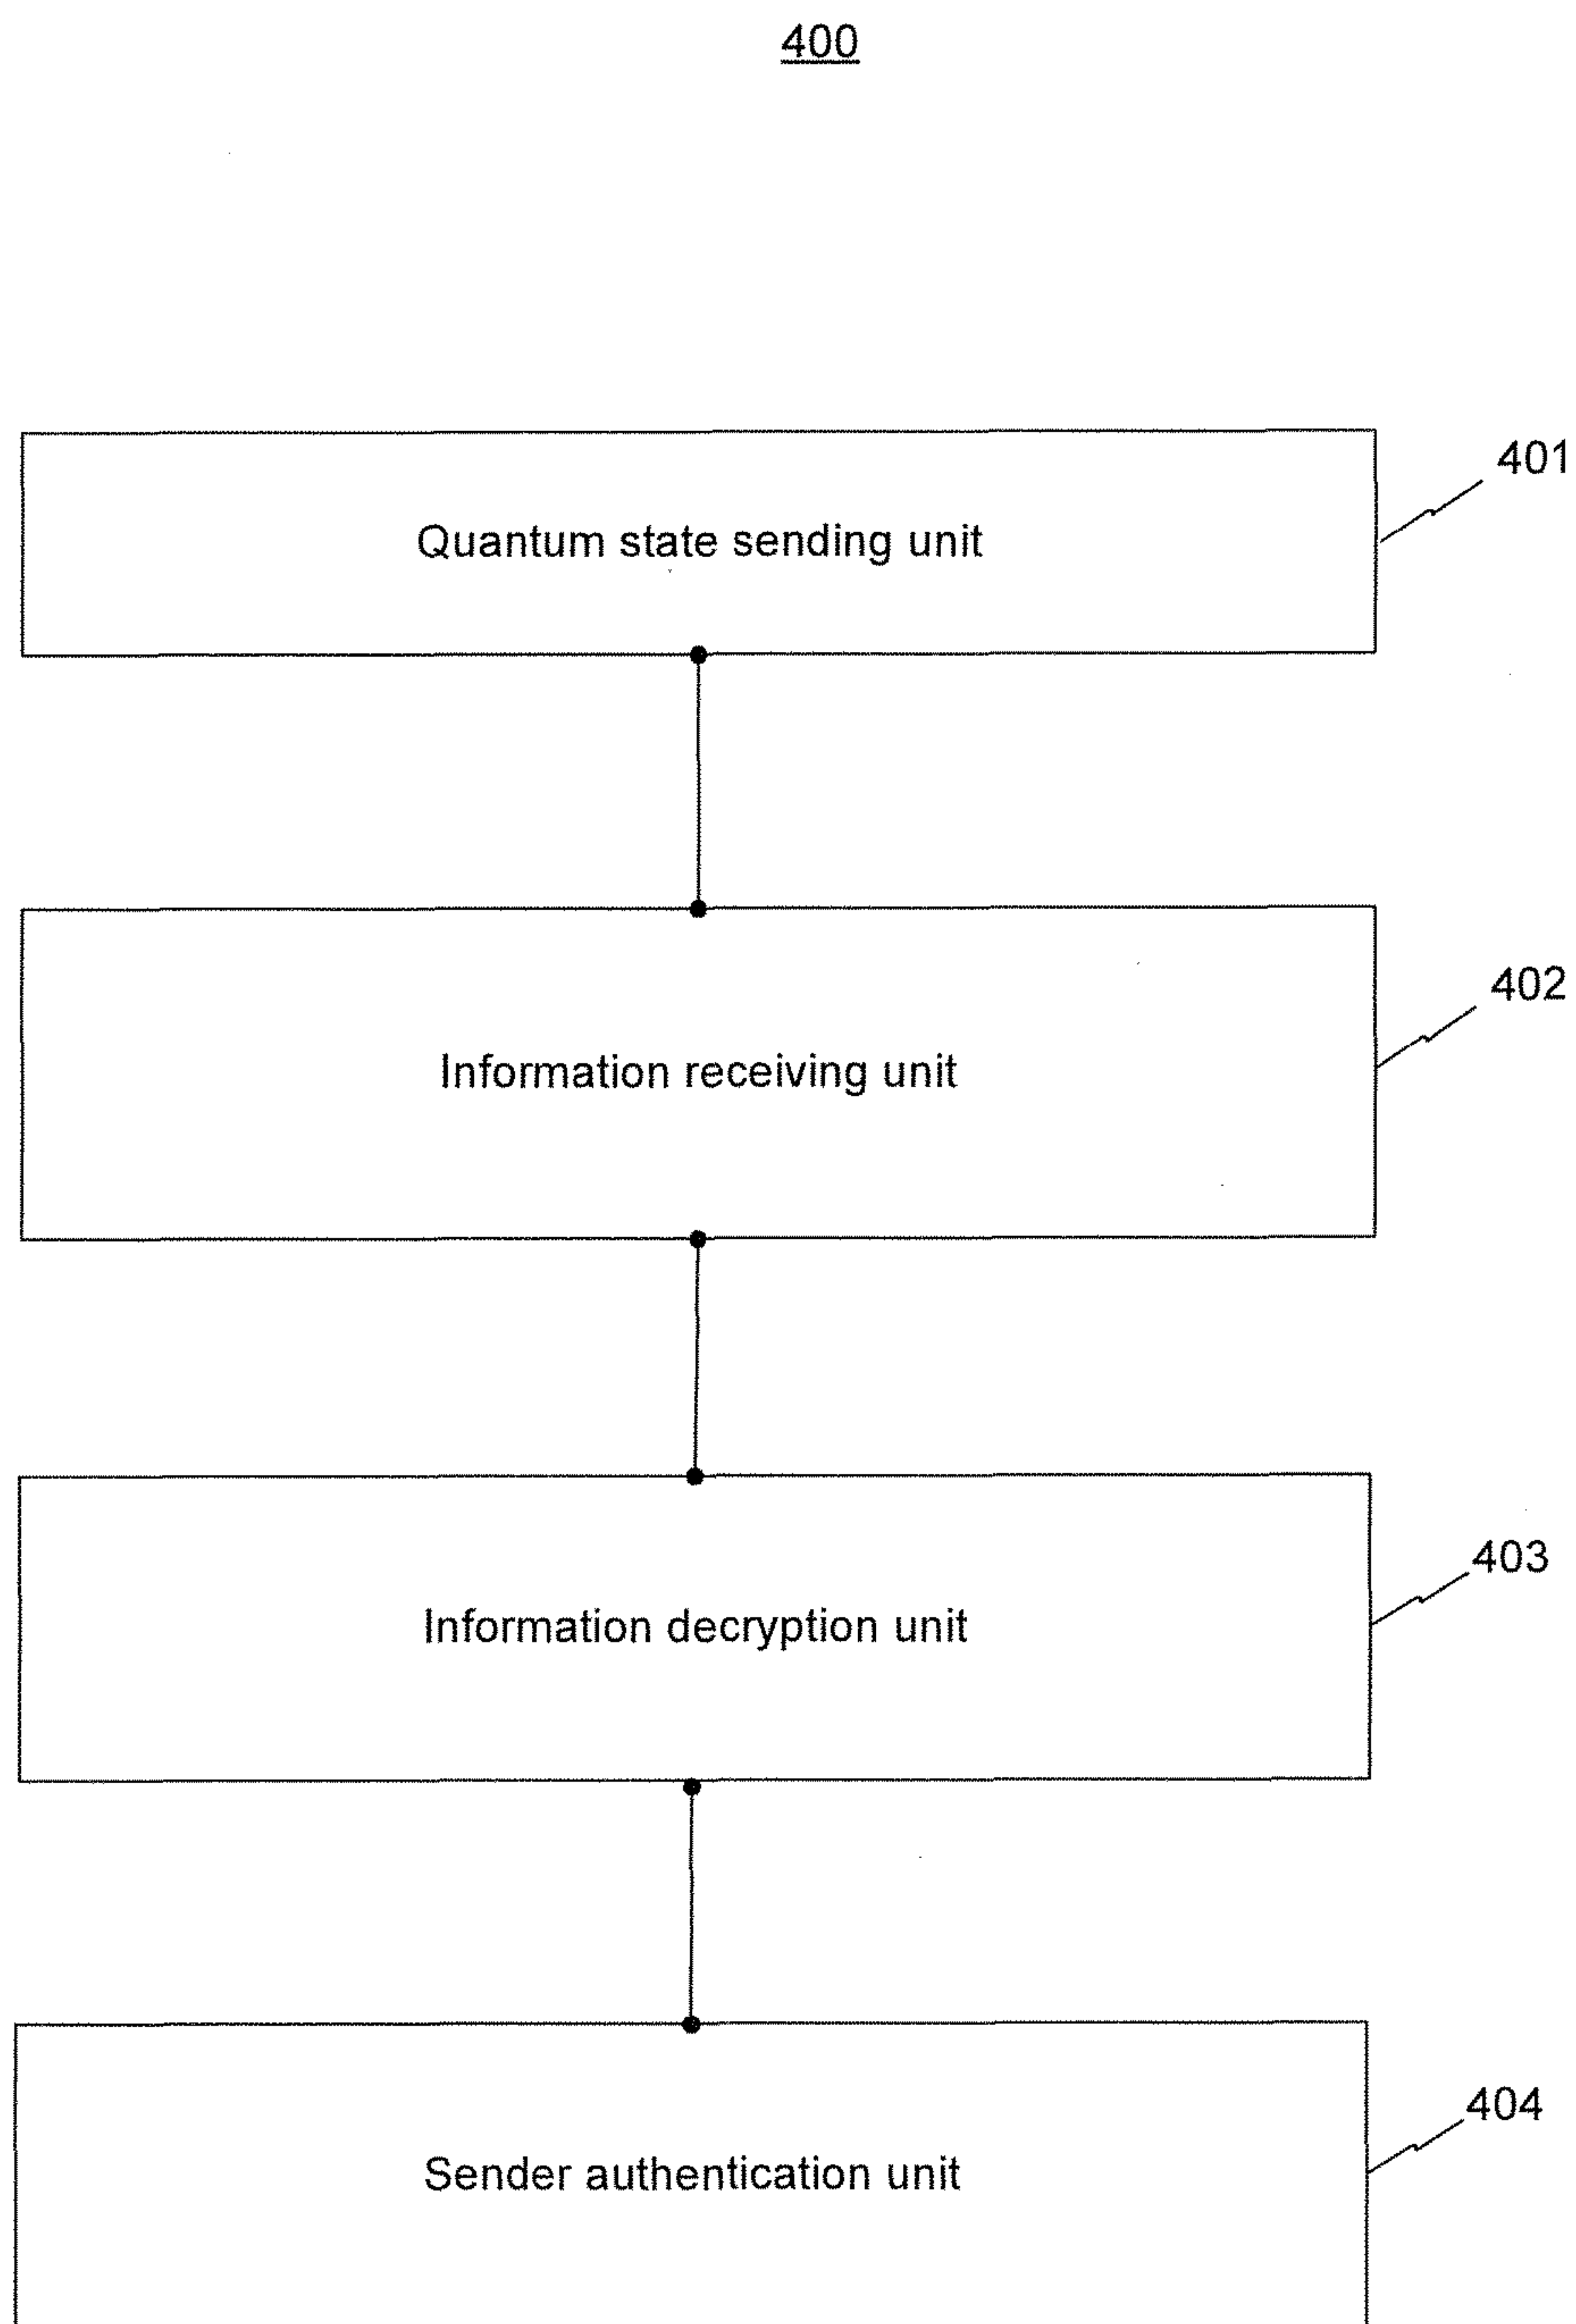 400
401
Quantum state sending unit
402
Information receiving unit
403
Information decryption unit
404
Sender authentication unit